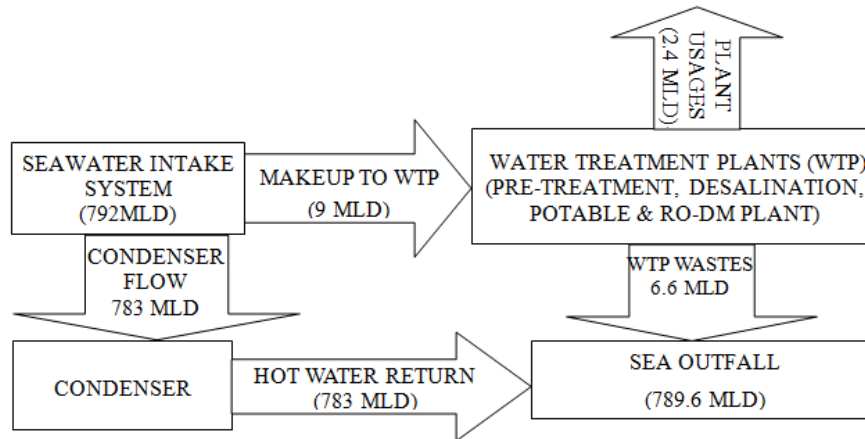 PLANT
USAGES
(2.4 MLD)
SEAWATER INTAKE
SYSTEM
(792MLD)
MAKEUP TO WTP
(9 MLD)
WATER TREATMENT PLANTS (WTP)
(PRE-TREATMENT, DESALINATION,
POTABLE & RO-DM PLANT)
CONDENSER
FLOW
783 MLD
WTP WASTES
6.6 MLD
CONDENSER
HOT WATER RETURN
(783 MLD)
SEA OUTFALL
(789.6 MLD)